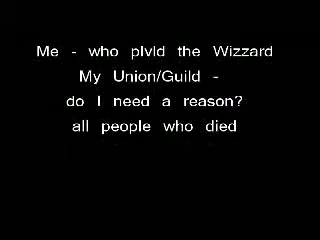 Me - who plvld the Wizzard
My Union/Guild -
do I need a reason?
all people who died